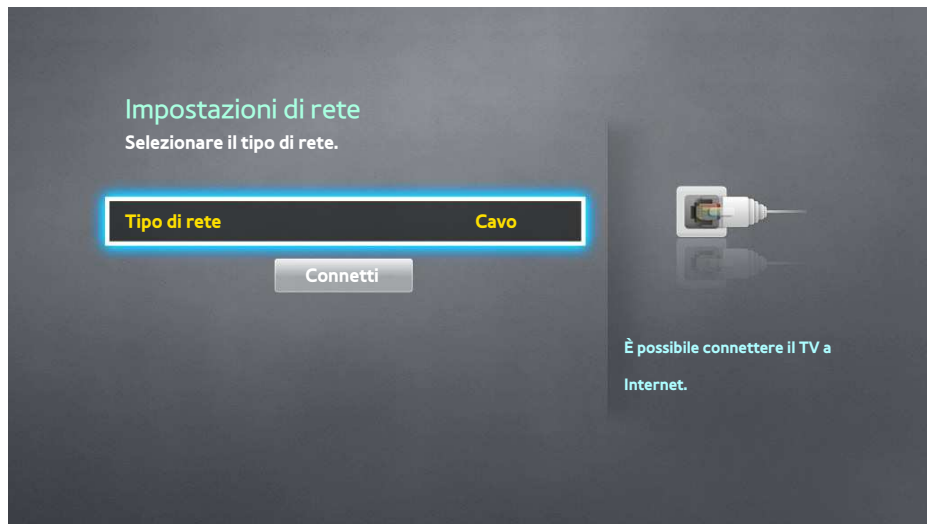 Impostazioni di rete
Selezionare il tipo di rete.
Tipo di rete Cavo
Connetti
È possibile connettere il TV a
Internet.